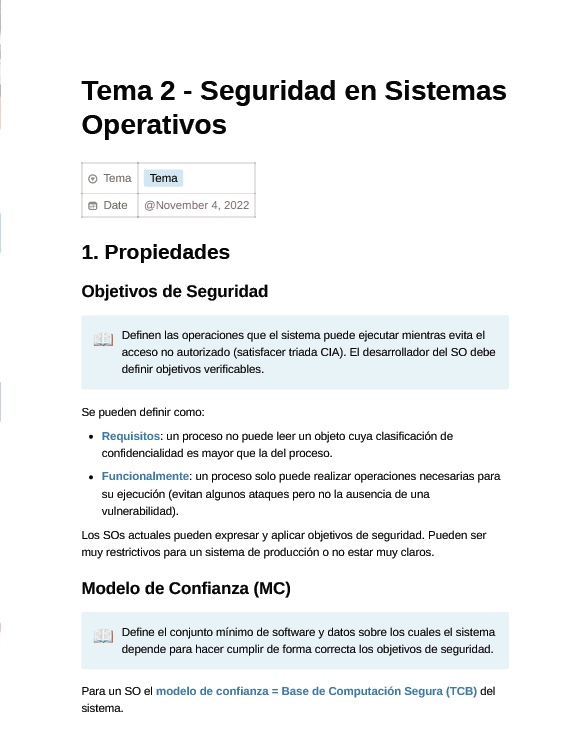 Tema 2 - Seguridad en Sistemas
Operativos
Tema Tema
Date @November 4, 2022
1. Propiedades
Objetivos de Seguridad
Definen las operaciones que el sistema puede ejecutar mientras evita el
acceso no autorizado (satisfacer triada CIA). El desarrollador del SO debe
definir objetivos verificables.
Se pueden definir como:
• Requisitos: un proceso no puede leer un objeto cuya clasificación de
confidencialidad es mayor que la del proceso.
• Funcionalmente: un proceso solo puede realizar operaciones necesarias para
su ejecución (evitan algunos ataques pero no la ausencia de una
vulnerabilidad).
Los SOs actuales pueden expresar y aplicar objetivos de seguridad. Pueden ser
muy restrictivos para un sistema de producción o no estar muy claros.
Modelo de Confianza (MC)
Define el conjunto mínimo de software y datos sobre los cuales el sistema
depende para hacer cumplir de forma correcta los objetivos de seguridad.
Para un SO el modelo de confianza = Base de Computación Segura (TCB) del
sistema.